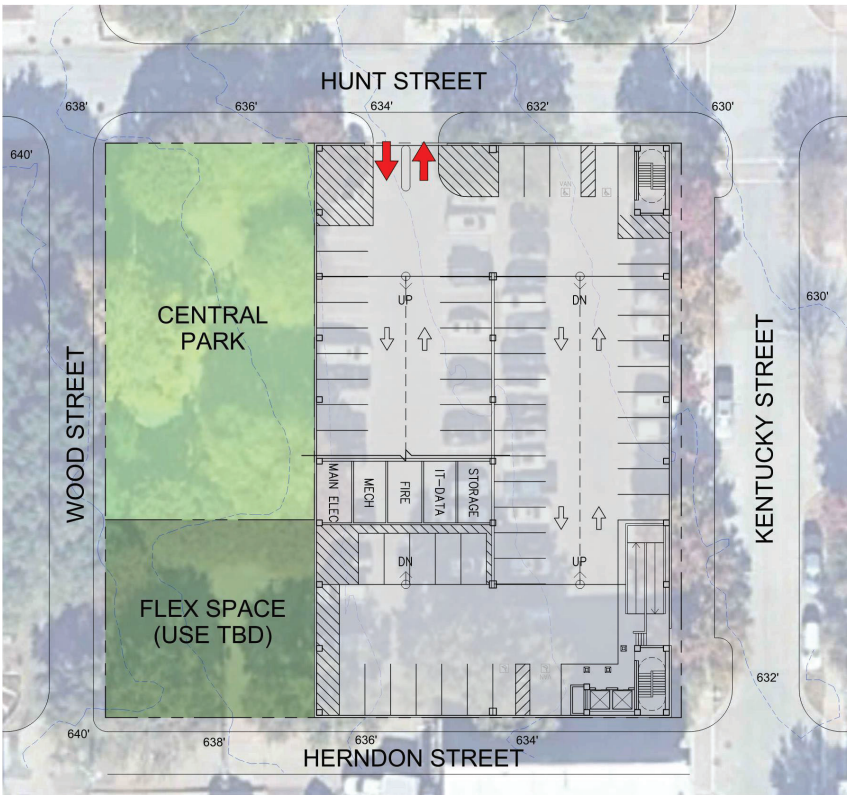 HUNT STREET
638'
636'
634'
632'
630'
640'
VAN
UP
DN
630'
CENTRAL
PARK
WOOD STREET
KENTUCKY STREET
MAIN ELEC
MECH
FIRE
IT-DATA
STORAGE
DN
UP
FLEX SPACE
(USE TBD)
632'
640'
638'
636'
634'
HERNDON STREET